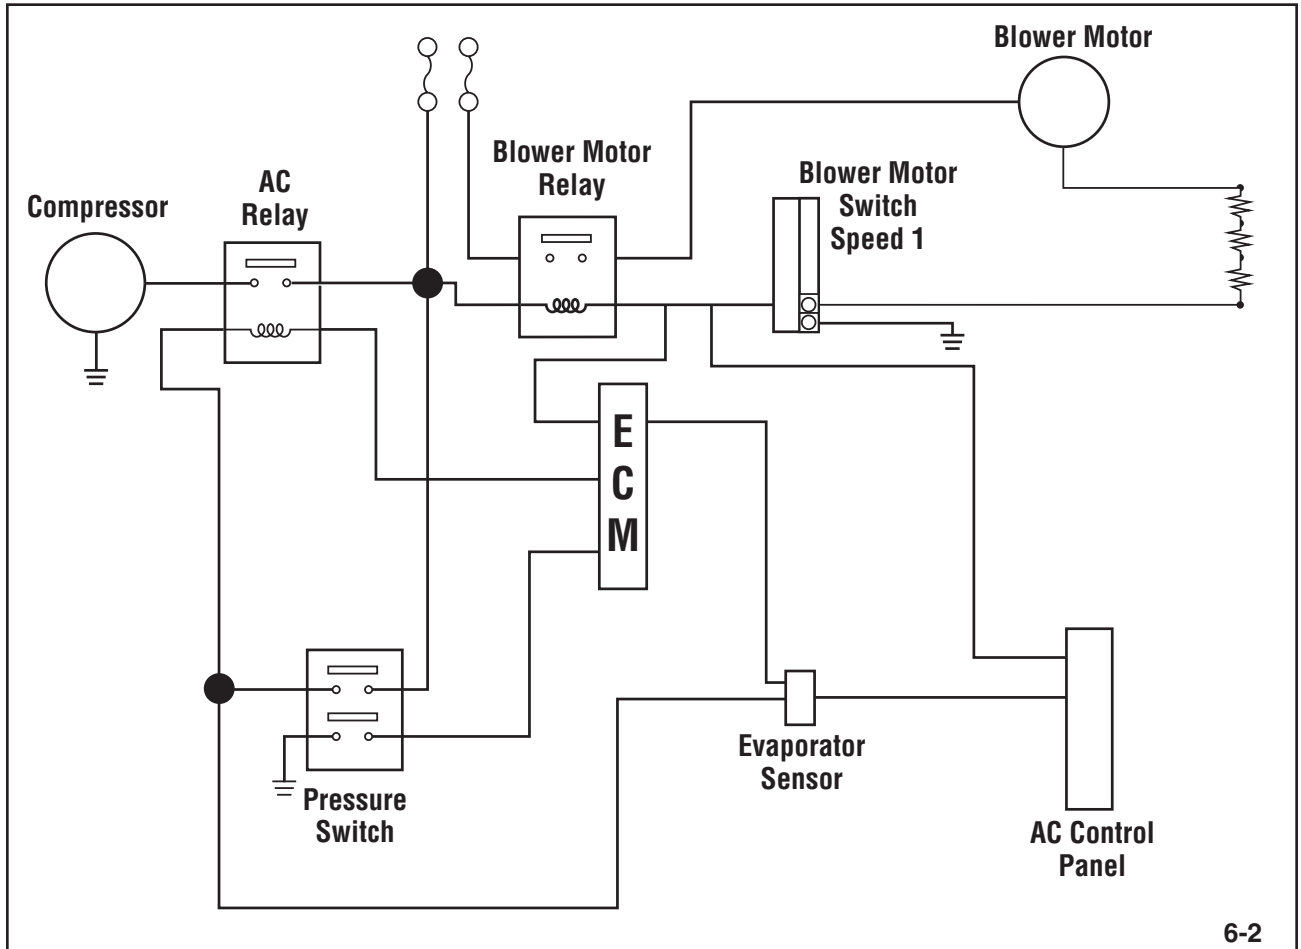 Blower Motor
Blower Motor
Relay
Blower Motor
Switch
Speed 1
AC
Relay
Compressor
E
C
M
Evaporator
Sensor
Pressure
Switch
AC Control
Panel
6-2